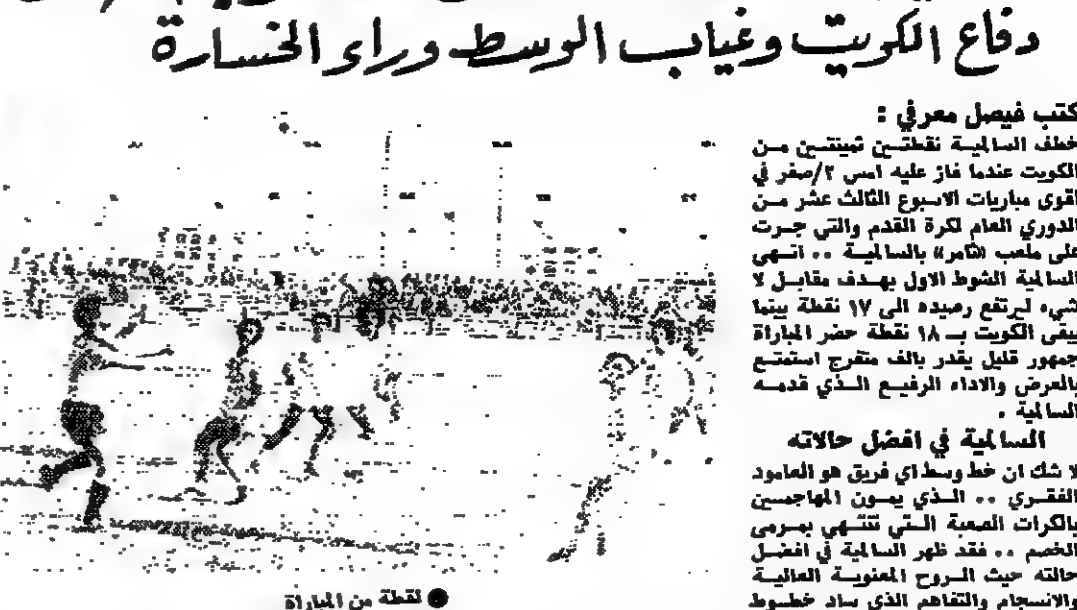 دفاع الكويت وغياب الوسط وراء الخسارة
كتب فيصل معرفي :
خطف السالمية نقطتين ثمينتين من
الكويت عندما فاز عليه امس ٢/صفر في
اقوى مباريات الاسبوع الثالث عشر من
الدوري العام لكرة القدم والتي جرت
على ملعب «ثامر» بالسالمية .. انتهى
السالمية الشوط الاول بهدف مقابل لا
شيء ليرتفع رصيده الى ١٧ نقطة بينما
يبقى الكويت بـ ١٨ نقطة حضر المباراة
جمهور قليل يقدر بالف متفرج استمتع
بالعرض والاداء الرفيع الذي قدمه
السالمية .
السالمية في افضل حالاته
لا شك ان خط وسط اي فريق هو العامود
الفقري .. الذي يمون المهاجمين
بالكرات الصعبة التي تنتهي بمرمى
الخصم .. فقد ظهر السالمية في افضل
حالاته حيث الروح المعنوية العالية
والانسجام والتفاهم الذي ساد خطوط
● لقطة من المباراة